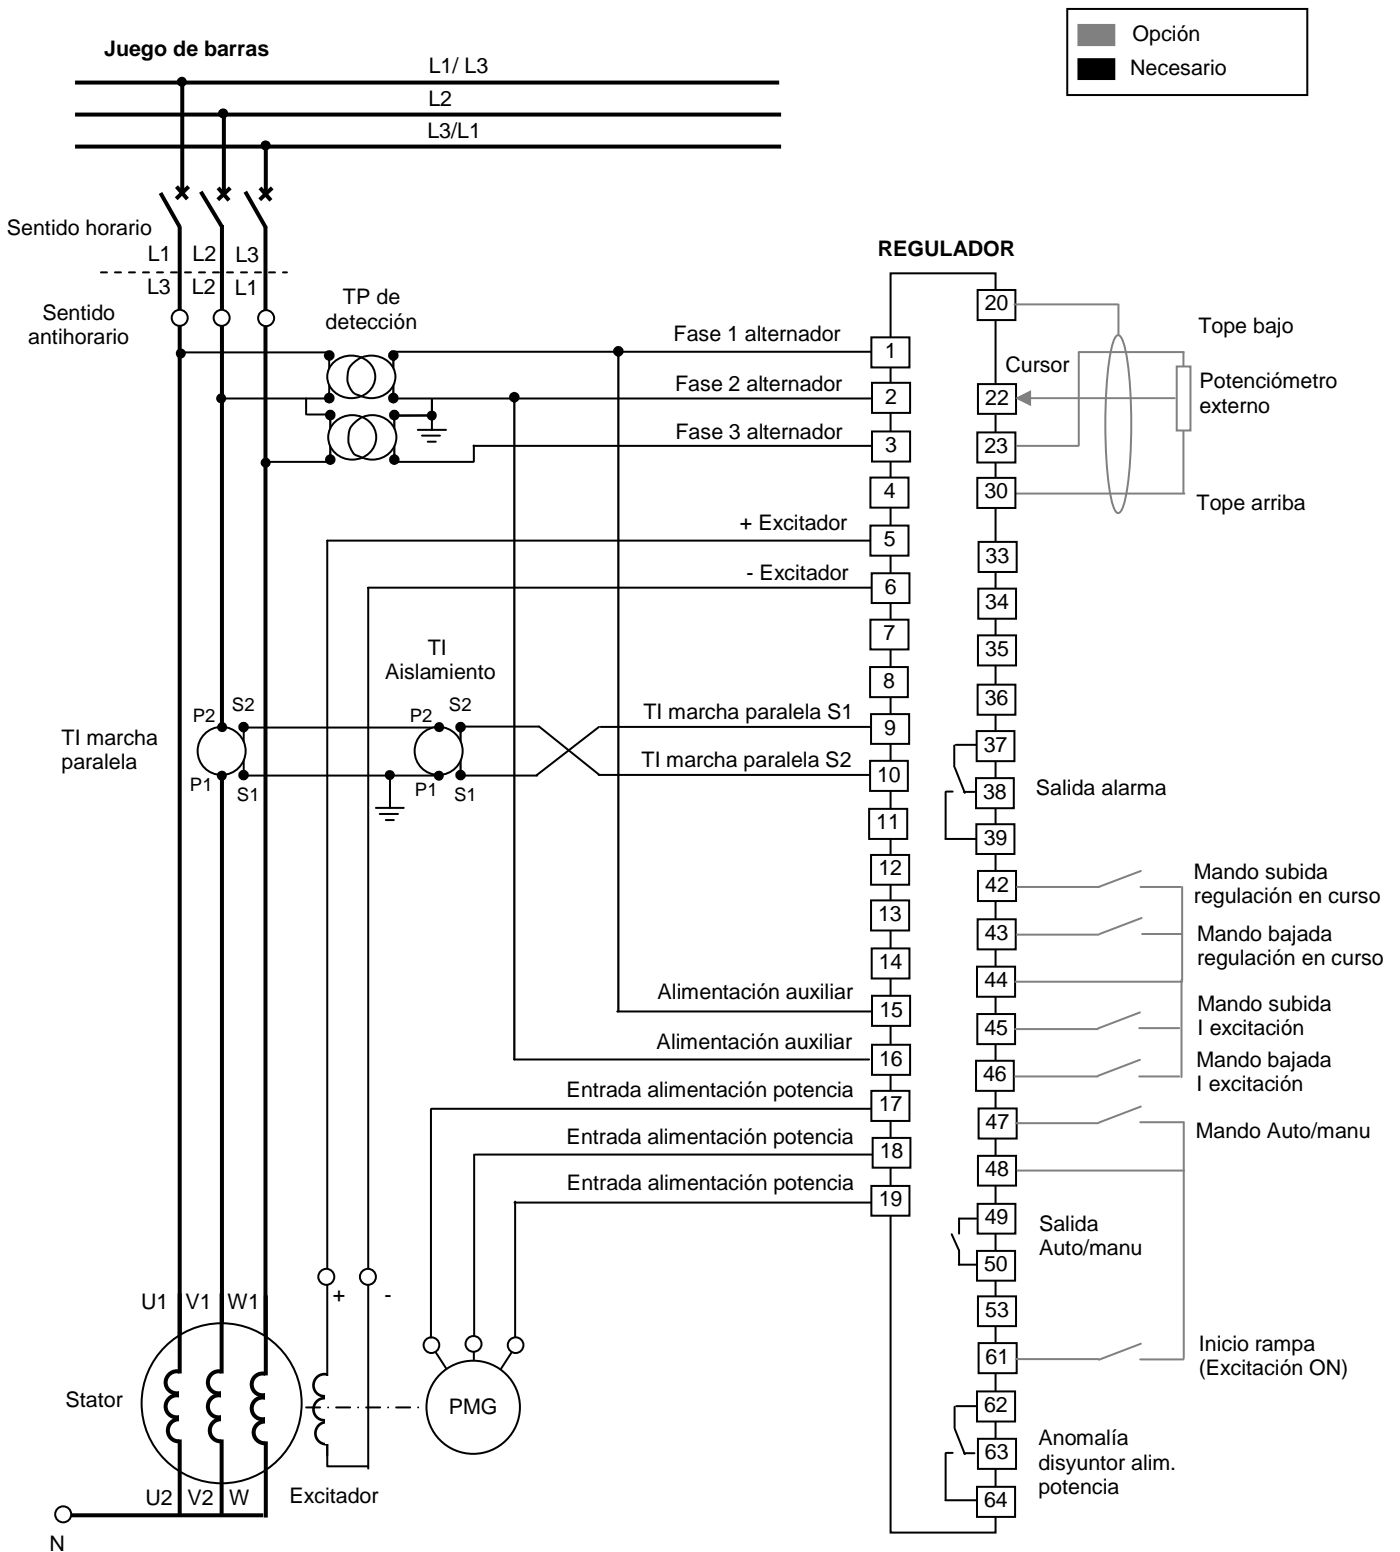 Opción
Necesario
Juego de barras
L1/ L3
L2
L3/L1
Sentido horario
L1 L2 L3
L3 L2 L1
Sentido
antihorario
TP de
detección
REGULADOR
Fase 1 alternador
1
Fase 2 alternador
2
Fase 3 alternador
3
4
+ Excitador
5
- Excitador
6
7
8
TI
Aislamiento
TI marcha
paralela
P2 S2
P1 S1
P2 S2
P1 S1
TI marcha paralela S1
9
TI marcha paralela S2
10
11
12
13
14
Alimentación auxiliar
15
Alimentación auxiliar
16
Entrada alimentación potencia
17
Entrada alimentación potencia
18
Entrada alimentación potencia
19
20
Tope bajo
Cursor
22
Potenciómetro
externo
23
30
Tope arriba
33
34
35
36
37
38
Salida alarma
39
42
Mando subida
regulación en curso
43
Mando bajada
regulación en curso
44
45
Mando subida
I excitación
46
Mando bajada
I excitación
47
Mando Auto/manu
48
49
Salida
Auto/manu
50
53
61
Inicio rampa
(Excitación ON)
62
63
Anomalía
disyuntor alim.
potencia
64
+ -
U1 V1 W1
Stator
PMG
U2 V2 W
Excitador
N